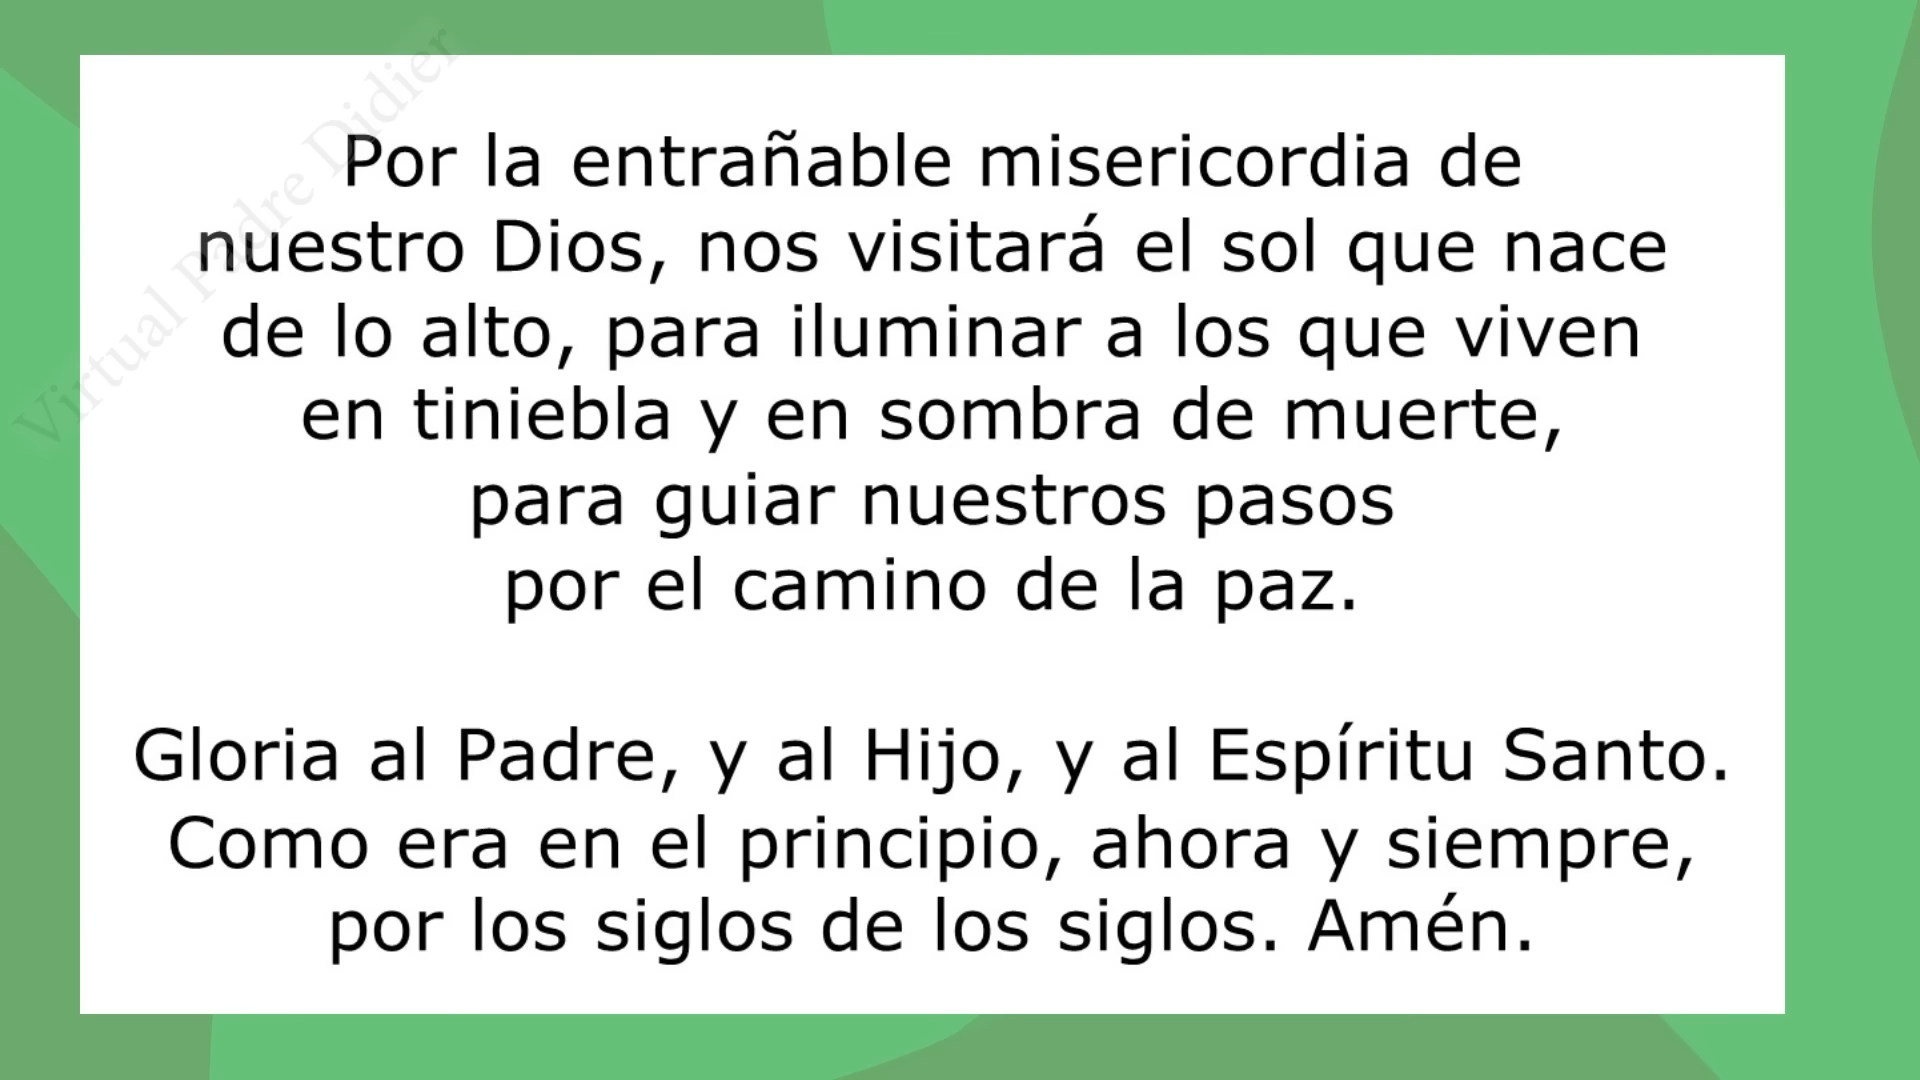 Virtual Padre Didier
Por la entrañable misericordia de
nuestro Dios, nos visitará el sol que nace
de lo alto, para iluminar a los que viven
en tiniebla y en sombra de muerte,
para guiar nuestros pasos
por el camino de la paz.
Gloria al Padre, y al Hijo, y al Espíritu Santo.
Como era en el principio, ahora y siempre,
por los siglos de los siglos. Amén.